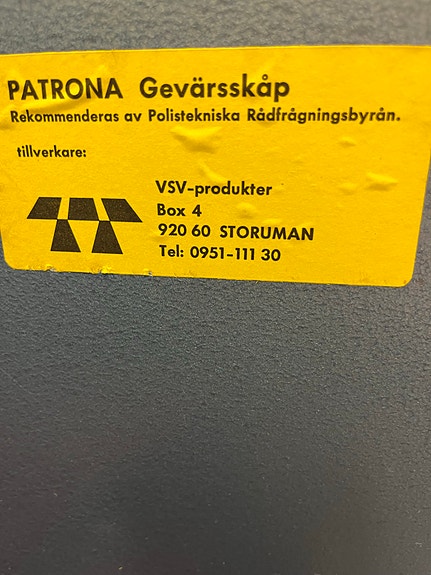 PATRONA Gevärsskåp
Rekommenderas av Polistekniska Rådfrågningsbyrån.
tillverkare:
VSV-produkter
Box 4
920 60 STORUMAN
Tel: 0951-111 30